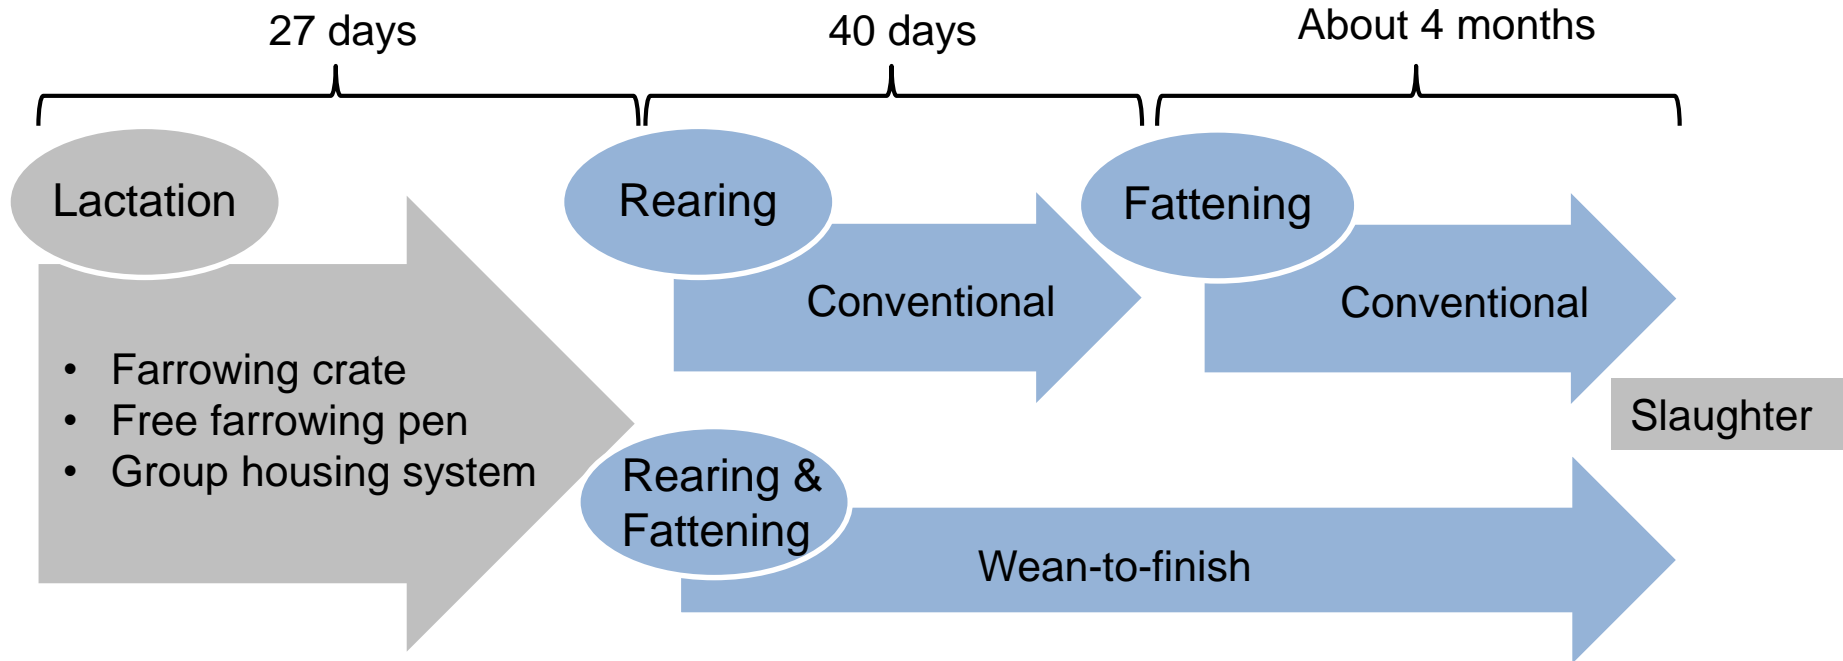 27 days
40 days
About 4 months
Lactation
Rearing
Fattening
Conventional
Conventional
• Farrowing crate
• Free farrowing pen
• Group housing system
Slaughter
Rearing &
Fattening
Wean-to-finish